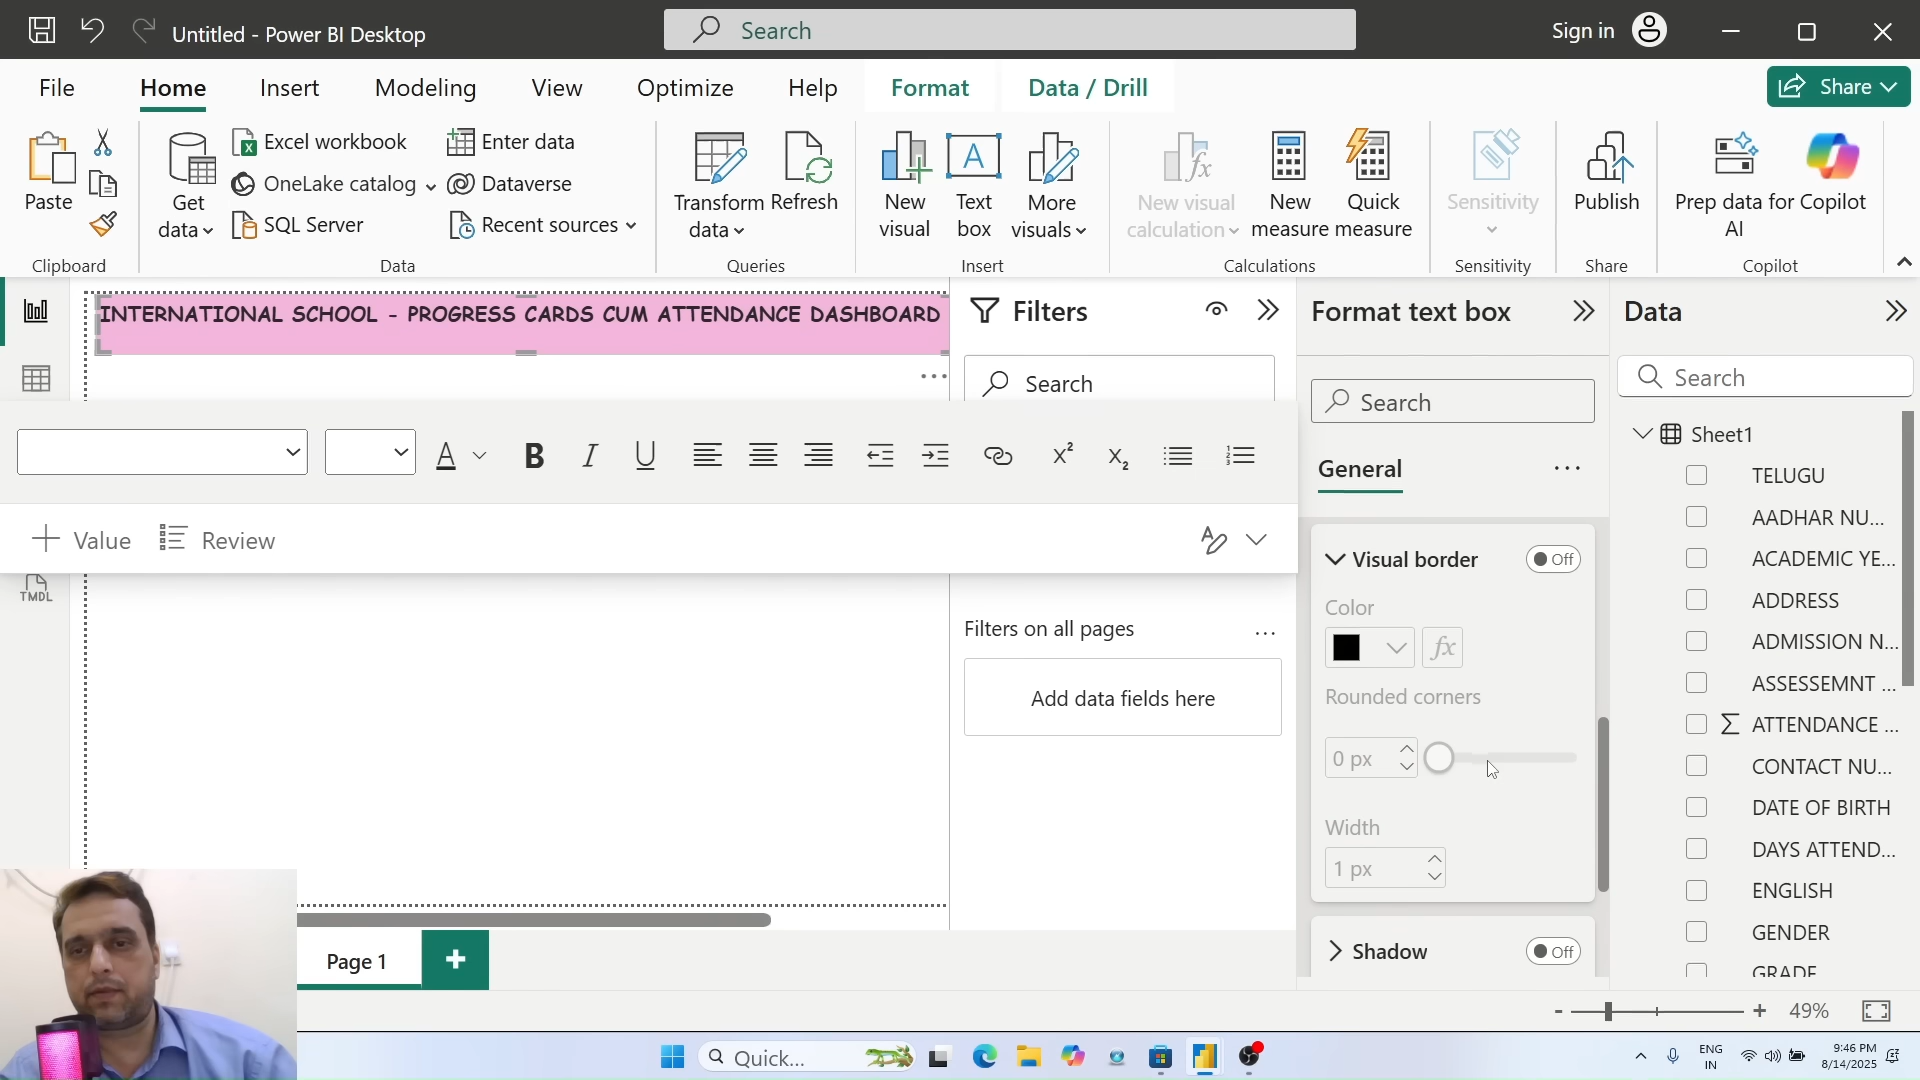 Untitled - Power BI Desktop
Search
Sign in
File
Home
Insert
Modeling
View
Optimize
Help
Format
Data / Drill
Share
Paste
Get data
Excel workbook
OneLake catalog
SQL Server
Enter data
Dataverse
Recent sources
Transform data
Refresh
New visual
Text box
More visuals
New visual calculation
New measure
Quick measure
Sensitivity
Publish
Prep data for AI
Copilot
Clipboard
Data
Queries
Insert
Calculations
Sensitivity
Share
Copilot
INTERNATIONAL SCHOOL - PROGRESS CARDS CUM ATTENDANCE DASHBOARD
Filters
Search
Value
Review
TMDL
Filters on all pages
Add data fields here
Format text box
Search
General
Visual border
Off
Color
Rounded corners
0 px
Width
1 px
Shadow
Off
Data
Search
Sheet1
TELUGU
AADHAR NU...
ACADEMIC YE...
ADDRESS
ADMISSION N...
ASSESSEMNT ...
ATTENDANCE ...
CONTACT NU...
DATE OF BIRTH
DAYS ATTEND...
ENGLISH
GENDER
GRADE
Page 1
49%
Quick...
ENG
IN
9:46 PM
8/14/2025